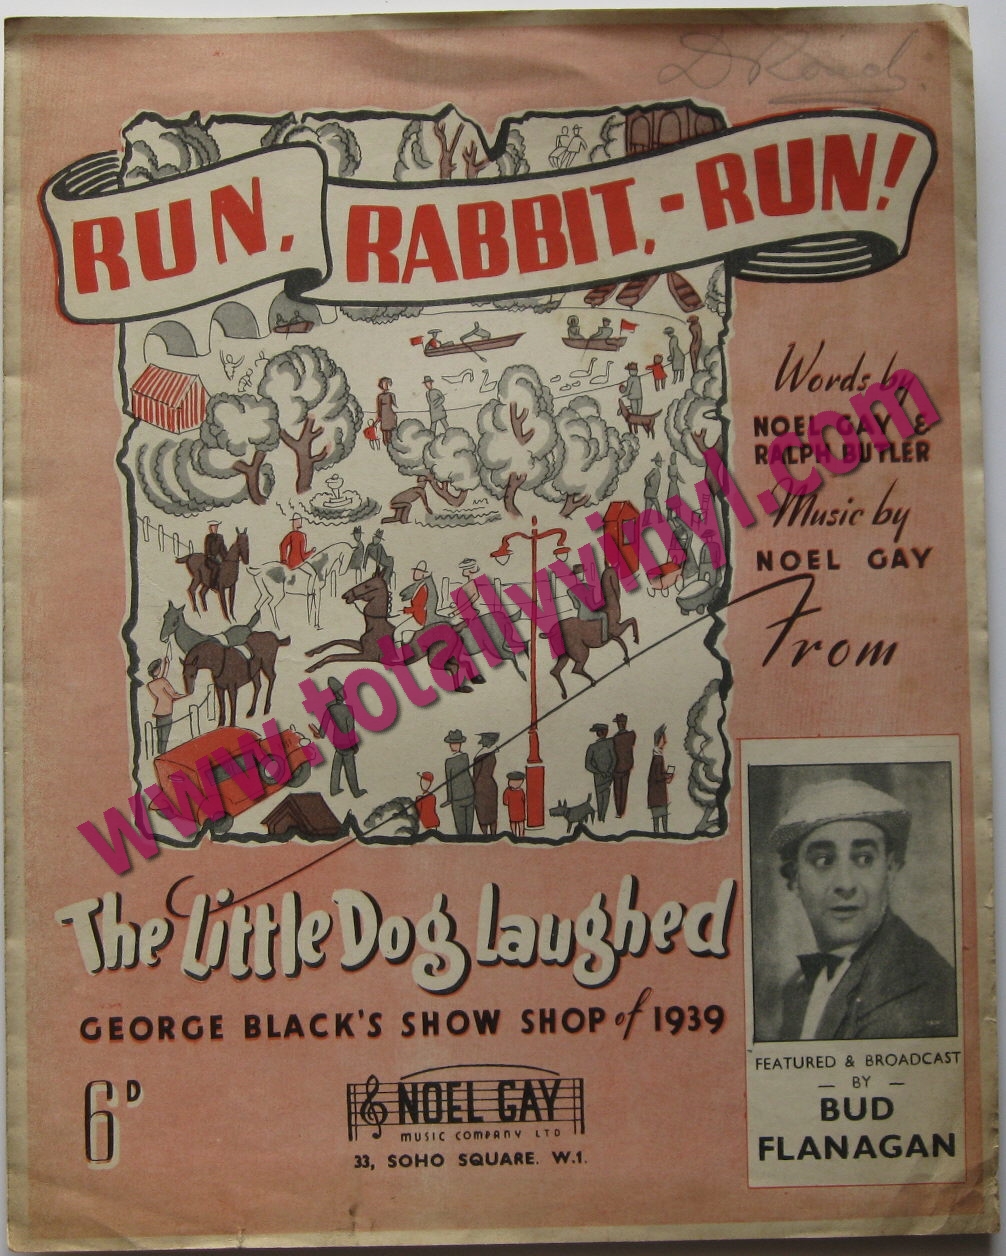 RUN, RABBIT,-RUN!
Words by
NOEL GAY &
RALPH BUTLER
Music by
NOEL GAY
From
The Little Dog Laughed
GEORGE BLACK'S SHOW SHOP of 1939
6D
NOEL GAY
MUSIC COMPANY LTD
33, SOHO SQUARE. W.1.
FEATURED & BROADCAST
— BY —
BUD
FLANAGAN
www.totallyvinyl.com